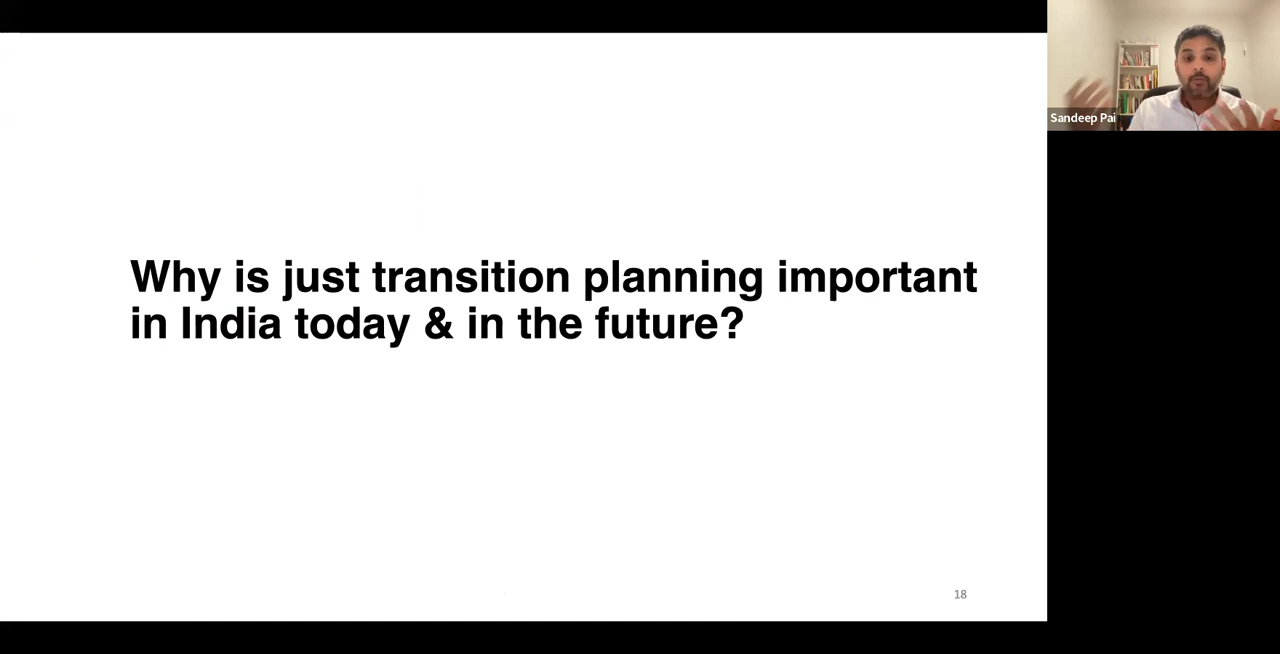 Sandeep Pai
Why is just transition planning important
in India today & in the future?
18